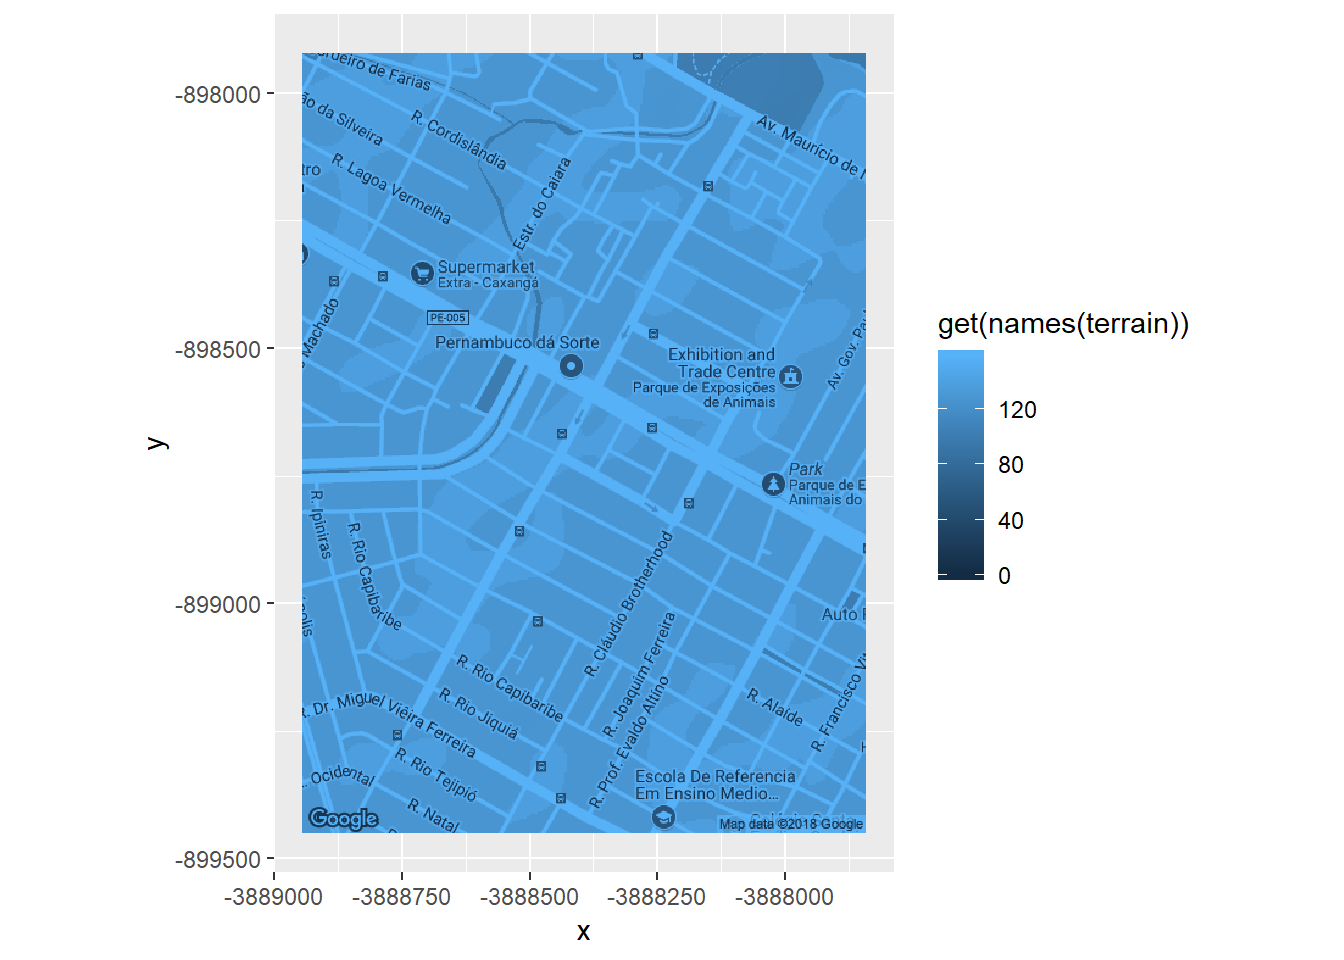 -898000
-898500
-899000
-899500
y
-3889000
-3888750
-3888500
-3888250
-3888000
x
de Farias
da Silveira
R. Cordislândia
R. Lagoa Vermelha
tro
Estr. do Caiara
Av. Maurício de
Supermarket
Extra - Caxangá
PE-005
Machado
Pernambuco dá Sorte
Exhibition and
Trade Centre
Parque de Exposições
de Animais
Av. Gov.
Park
Parque de E
Animais do
R. Ipiniras
R. Rio Capibaribe
R. Cláudio Brotherhood
R. Joaquim Ferreira
R. Prof. Evaldo Altino
Auto
R. Rio Capibaribe
R. Rio Jiquiá
R. Dr. Miguel Vieira Ferreira
R. Alaíde
R. Francisco
R. Rio Tejipió
Ocidental
R. Natal
Escola De Referencia
Em Ensino Medio...
Google
Map data ©2018 Google
get(names(terrain))
120
80
40
0